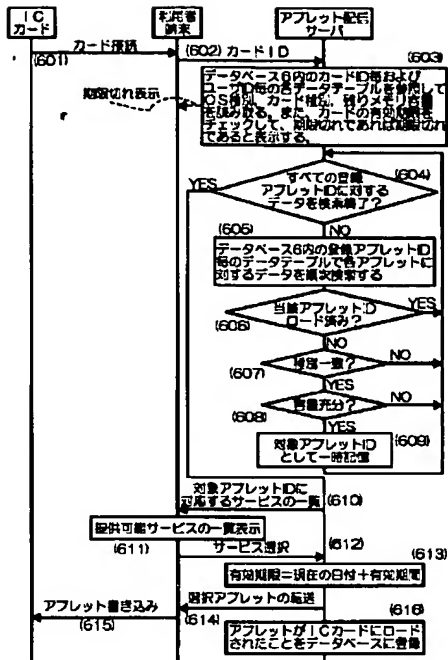 ICカード
利用者端末
アプレット配信サーバ
カード接続
(601)
(602) カードID
(603)
期限切れ表示
データベース6内のカードID毎および
ユーザID毎の各データテーブルを参照して
OS種別、カード種別、残りメモリ容量
を読み取る。また、カードの有効期限を
チェックして、期限切れであれば期限切れ
であると表示する。
(604)
すべての登録
アプレットIDに対する
データを検索終了?
YES
NO
(605)
データベース6内の登録アプレットID
毎のデータテーブルで各アプレットに
対するデータを順次検索する
当該アプレットID
ロード済み?
YES
(606)
NO
種別一致?
NO
(607)
YES
容量充分?
NO
(608)
YES
(609)
対象アプレットID
として一時記憶
対象アプレットIDに
対応するサービスの一覧
(610)
提供可能サービスの一覧表示
(611)
サービス選択
(612)
(613)
有効期限=現在の日付+有効期間
選択アプレットの転送
(614)
アプレット書き込み
(615)
(616)
アプレットがICカードにロード
されたことをデータベースに登録